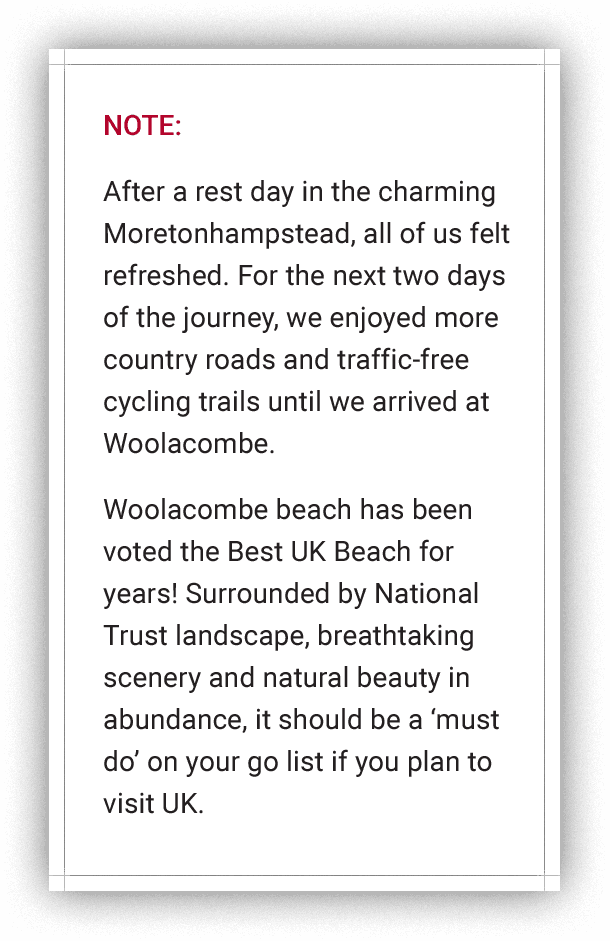 NOTE:
After a rest day in the charming
Moretonhampstead, all of us felt
refreshed. For the next two days
of the journey, we enjoyed more
country roads and traffic-free
cycling trails until we arrived at
Woolacombe.
Woolacombe beach has been
voted the Best UK Beach for
years! Surrounded by National
Trust landscape, breathtaking
scenery and natural beauty in
abundance, it should be a ‘must
do’ on your go list if you plan to
visit UK.